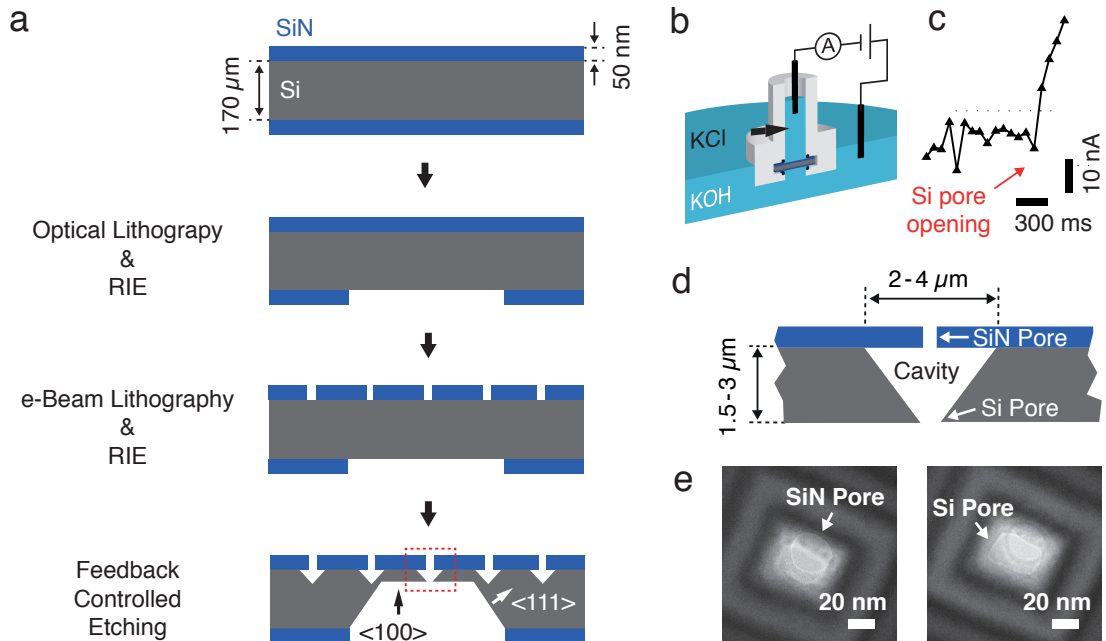 a
SiN
Si
170 µm
50 nm
Optical Lithograpy
&
RIE
e-Beam Lithography
&
RIE
Feedback
Controlled
Etching
<100>
<111>
b
A
KCl
KOH
c
Si pore
opening
10 nA
300 ms
d
2-4 µm
1.5-3 µm
SiN Pore
Cavity
Si Pore
e
SiN Pore
20 nm
Si Pore
20 nm